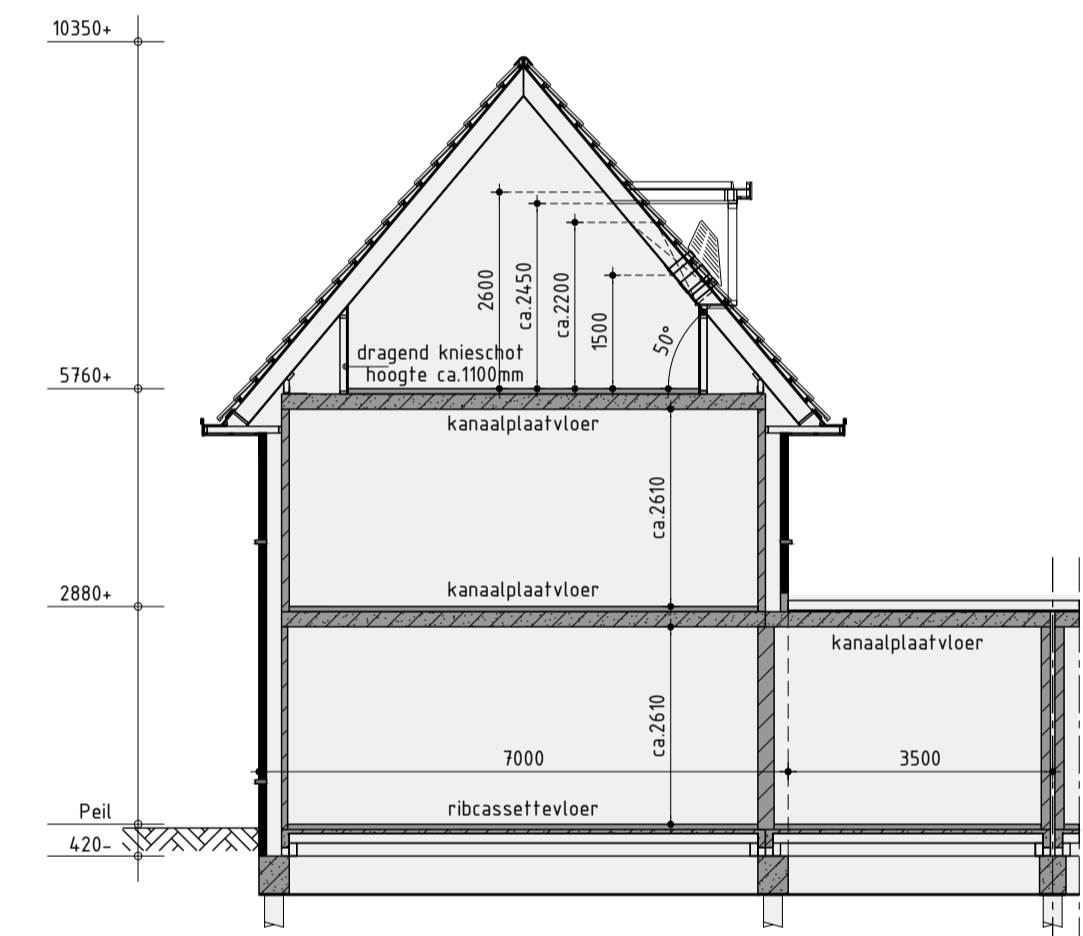 10350+
2600
ca.2450
ca.2200
1500
50°
dragend knieschot
hoogte ca.1100mm
5760+
kanaalplaatvloer
ca.2610
kanaalplaatvloer
2880+
kanaalplaatvloer
ca.2610
7000
3500
ribcassettevloer
Peil
420-